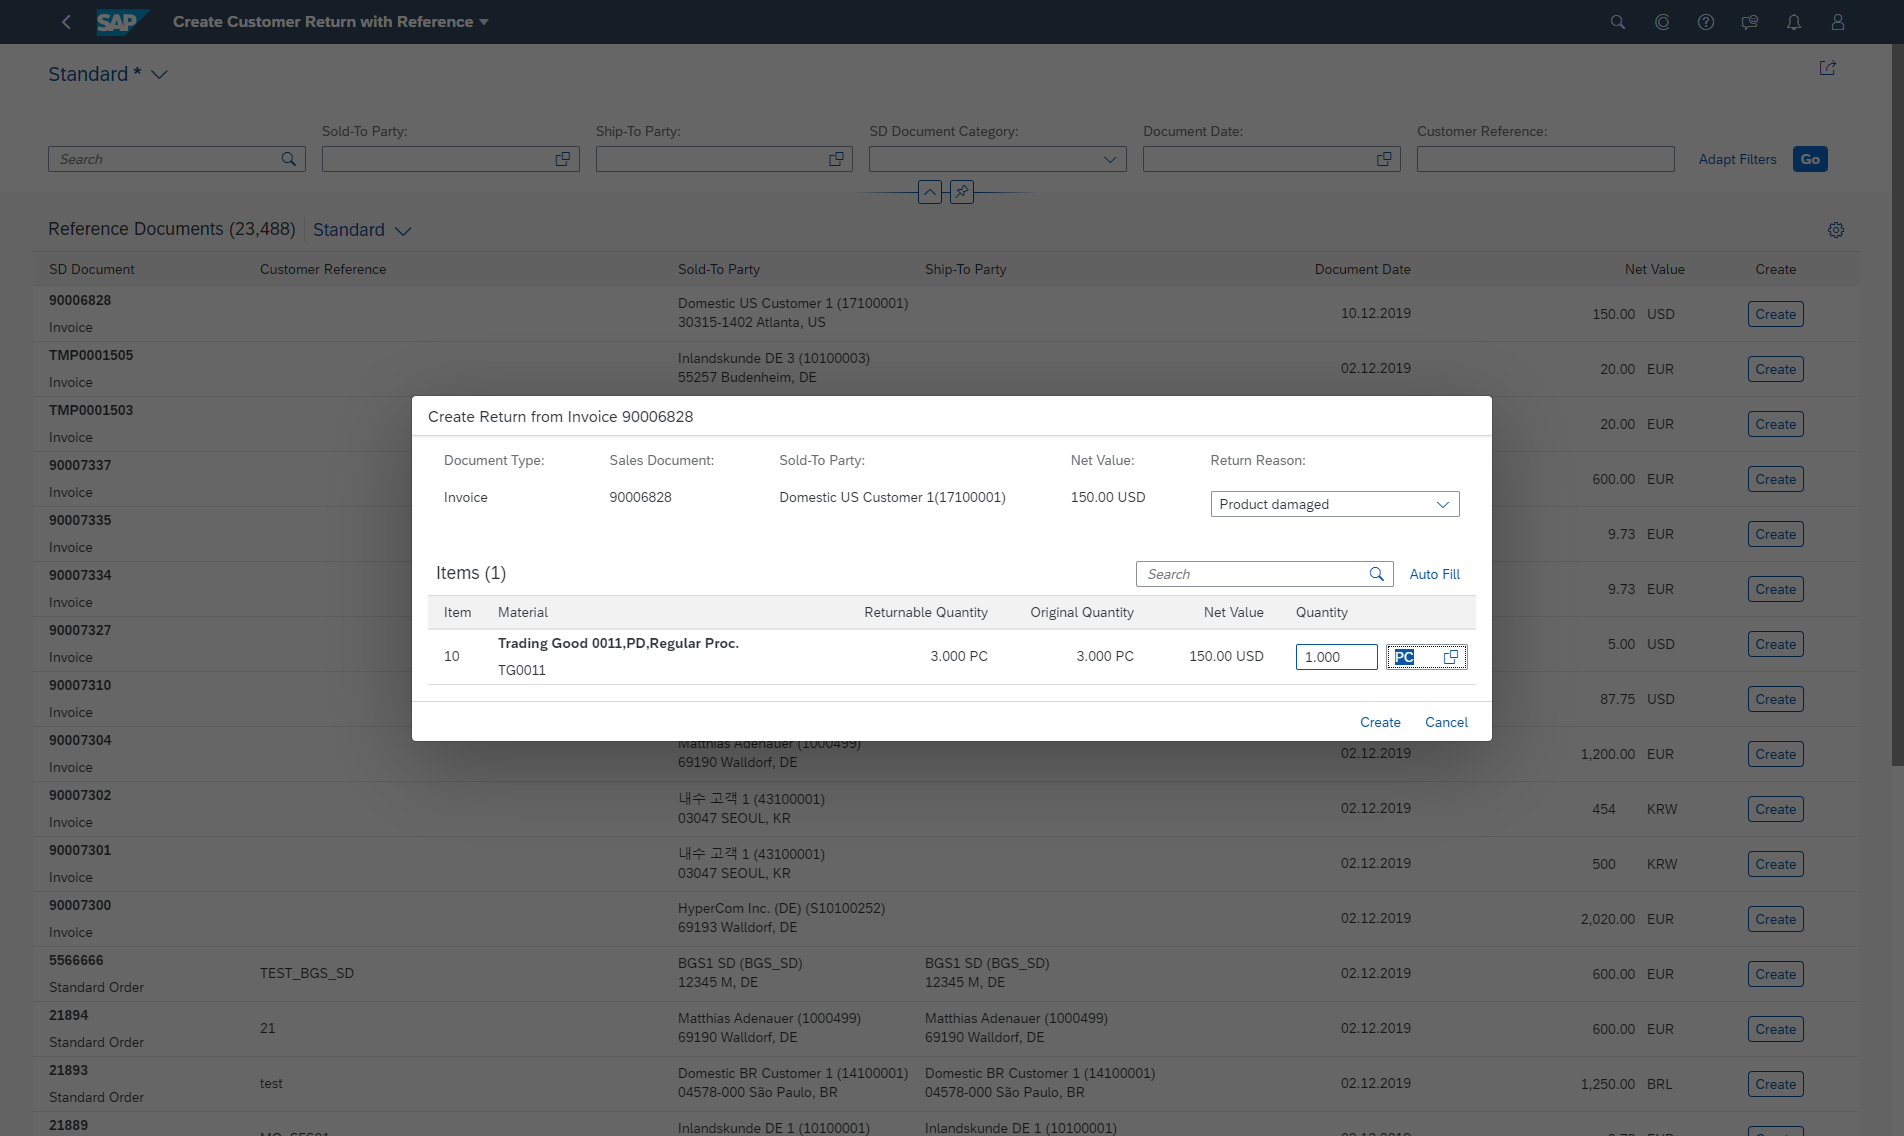 SAP Create Customer Return with Reference
Standard *
Sold-To Party: Ship-To Party: SD Document Category: Document Date: Customer Reference:
Search Adapt Filters Go
Reference Documents (23,488) Standard
SD Document Customer Reference Sold-To Party Ship-To Party Document Date Net Value Create
90006828
Invoice
Domestic US Customer 1 (17100001)
30315-1402 Atlanta, US
10.12.2019 150.00 USD Create
TMP0001505
Invoice
Inlandskunde DE 3 (10100003)
55257 Budenheim, DE
02.12.2019 20.00 EUR Create
TMP0001503
Invoice
20.00 EUR Create
90007337
Invoice
600.00 EUR Create
90007335
Invoice
9.73 EUR Create
90007334
Invoice
9.73 EUR Create
90007327
Invoice
5.00 EUR Create
90007310
Invoice
87.75 USD Create
Create Return from Invoice 90006828
Document Type: Sales Document: Sold-To Party: Net Value: Return Reason:
Invoice 90006828 Domestic US Customer 1(17100001) 150.00 USD Product damaged
Items (1) Search Auto Fill
Item Material Returnable Quantity Original Quantity Net Value Quantity
10
Trading Good 0011,PD,Regular Proc.
TG0011
3.000 PC 3.000 PC 150.00 USD 1.000 PC
Create Cancel
90007304
Invoice
Matthias Adenauer (1000499)
69190 Walldorf, DE
02.12.2019 1,200.00 EUR Create
90007302
Invoice
내수 고객 1 (43100001)
03047 SEOUL, KR
02.12.2019 454 KRW Create
90007301
Invoice
내수 고객 1 (43100001)
03047 SEOUL, KR
02.12.2019 500 KRW Create
90007300
Invoice
HyperCom Inc. (DE) (S10100252)
69193 Walldorf, DE
02.12.2019 2,020.00 EUR Create
5566666
Standard Order
TEST_BGS_SD
BGS1 SD (BGS_SD)
12345 M, DE
BGS1 SD (BGS_SD)
12345 M, DE
02.12.2019 600.00 EUR Create
21894
Standard Order
21
Matthias Adenauer (1000499)
69190 Walldorf, DE
Matthias Adenauer (1000499)
69190 Walldorf, DE
02.12.2019 600.00 EUR Create
21893
Standard Order
test
Domestic BR Customer 1 (14100001)
04578-000 São Paulo, BR
Domestic BR Customer 1 (14100001)
04578-000 São Paulo, BR
02.12.2019 1,250.00 BRL Create
21889
Inlandskunde DE 1 (10100001)
Inlandskunde DE 1 (10100001)